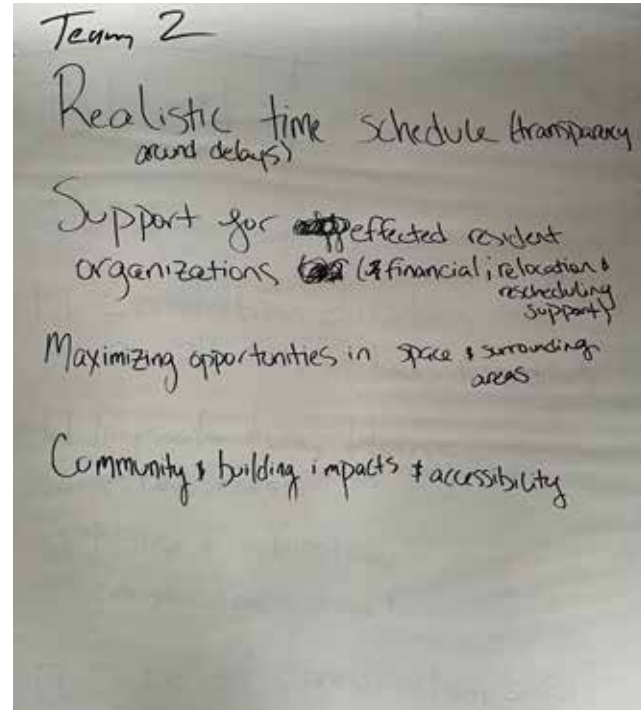 Team 2
Realistic time schedule (transparency
around delays)
Support for effected resident
organizations ($ financial; relocation &
rescheduling
support)
Maximizing opportunities in space & surrounding
areas
Community & building impacts & accessibility